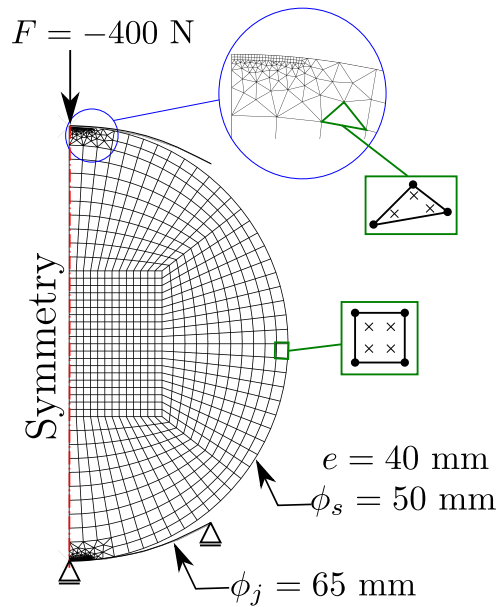 F = −400 N
Symmetry
e = 40 mm
ϕₛ = 50 mm
ϕⱼ = 65 mm